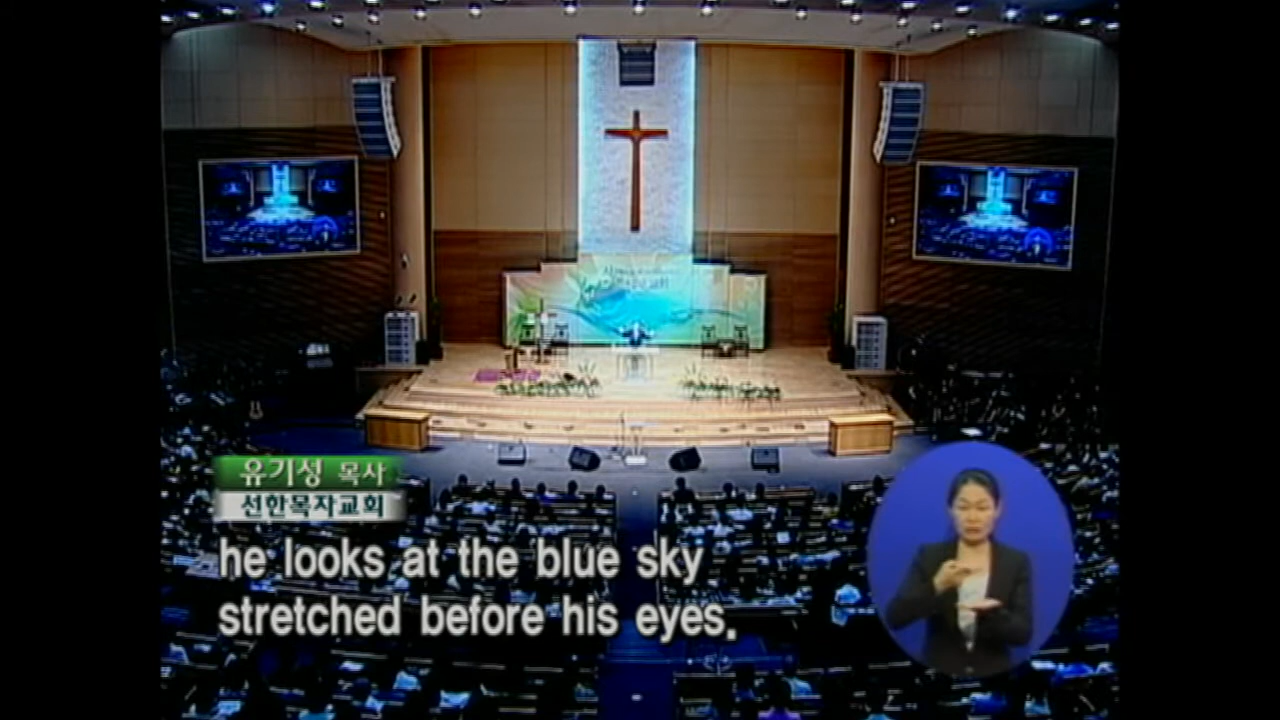 유기성 목사
선한목자교회
he looks at the blue sky
stretched before his eyes.